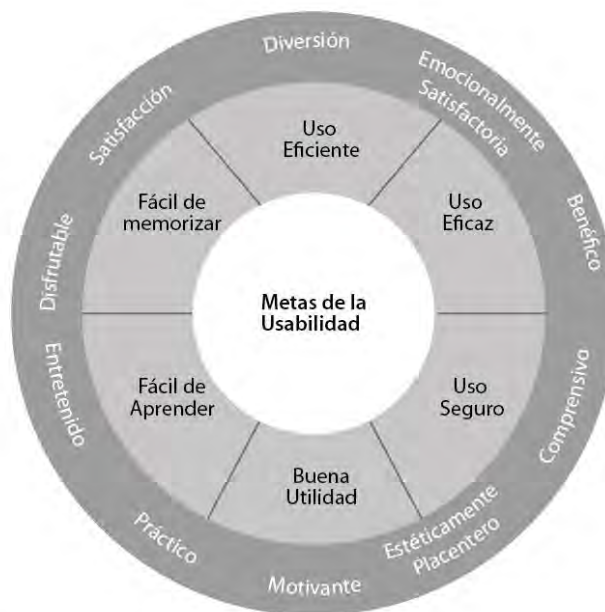 Diversión
Emocionalmente
Satisfactoria
Benéfico
Comprensivo
Estéticamente
Placentero
Motivante
Práctico
Entretenido
Disfrutable
Satisfacción
Uso
Eficiente
Uso
Eficaz
Uso
Seguro
Buena
Utilidad
Fácil de
Aprender
Fácil de
memorizar
Metas de la
Usabilidad